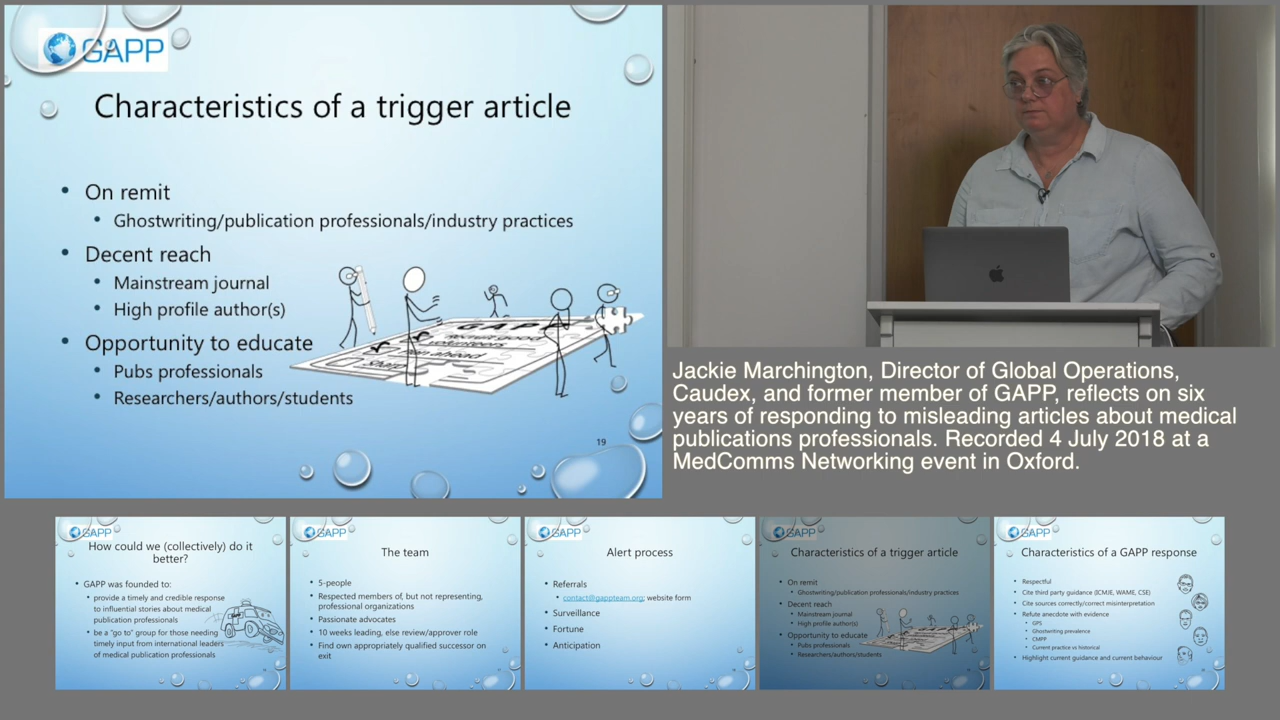 GAPP
Characteristics of a trigger article
• On remit
• Ghostwriting/publication professionals/industry practices
• Decent reach
• Mainstream journal
• High profile author(s)
• Opportunity to educate
• Pubs professionals
• Researchers/authors/students
GAPP
19
Jackie Marchington, Director of Global Operations,
Caudex, and former member of GAPP, reflects on six
years of responding to misleading articles about medical
publications professionals. Recorded 4 July 2018 at a
MedComms Networking event in Oxford.
GAPP
How could we (collectively) do it
better?
• GAPP was founded to:
• provide a timely and credible response
to influential stories about medical
publication professionals
• be a "go to" group for those needing
timely input from international leaders
of medical publication professionals
GAPP
The team
• 5-people
• Respected members of, but not representing,
professional organizations
• Passionate advocates
• 10 weeks leading, else review/approver role
• Find own appropriately qualified successor on
exit
GAPP
Alert process
• Referrals
• contact@gappteam.org; website form
• Surveillance
• Fortune
• Anticipation
GAPP
Characteristics of a trigger article
• On remit
• Ghostwriting/publication professionals/industry practices
• Decent reach
• Mainstream journal
• High profile author(s)
• Opportunity to educate
• Pubs professionals
• Researchers/authors/students
GAPP
Characteristics of a GAPP response
• Respectful
• Cite third party guidance (ICMJE, WAME, CSE)
• Cite sources correctly/correct misinterpretation
• Refute anecdote with evidence
• GPS
• Ghostwriting prevalence
• CMPP
• Current practice vs historical
• Highlight current guidance and current behaviour